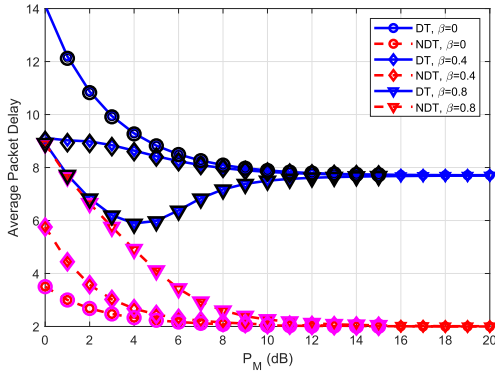 14
12
10
8
6
4
2
Average Packet Delay
0 2 4 6 8 10 12 14 16 18 20
P_M (dB)
DT, β=0
NDT, β=0
DT, β=0.4
NDT, β=0.4
DT, β=0.8
NDT, β=0.8